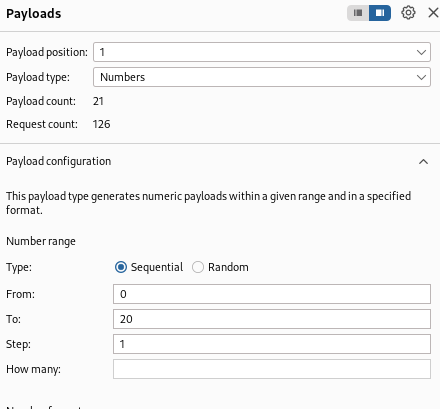 Payloads
Payload position: 1
Payload type: Numbers
Payload count: 21
Request count: 126
Payload configuration
This payload type generates numeric payloads within a given range and in a specified
format.
Number range
Type: Sequential Random
From: 0
To: 20
Step: 1
How many: